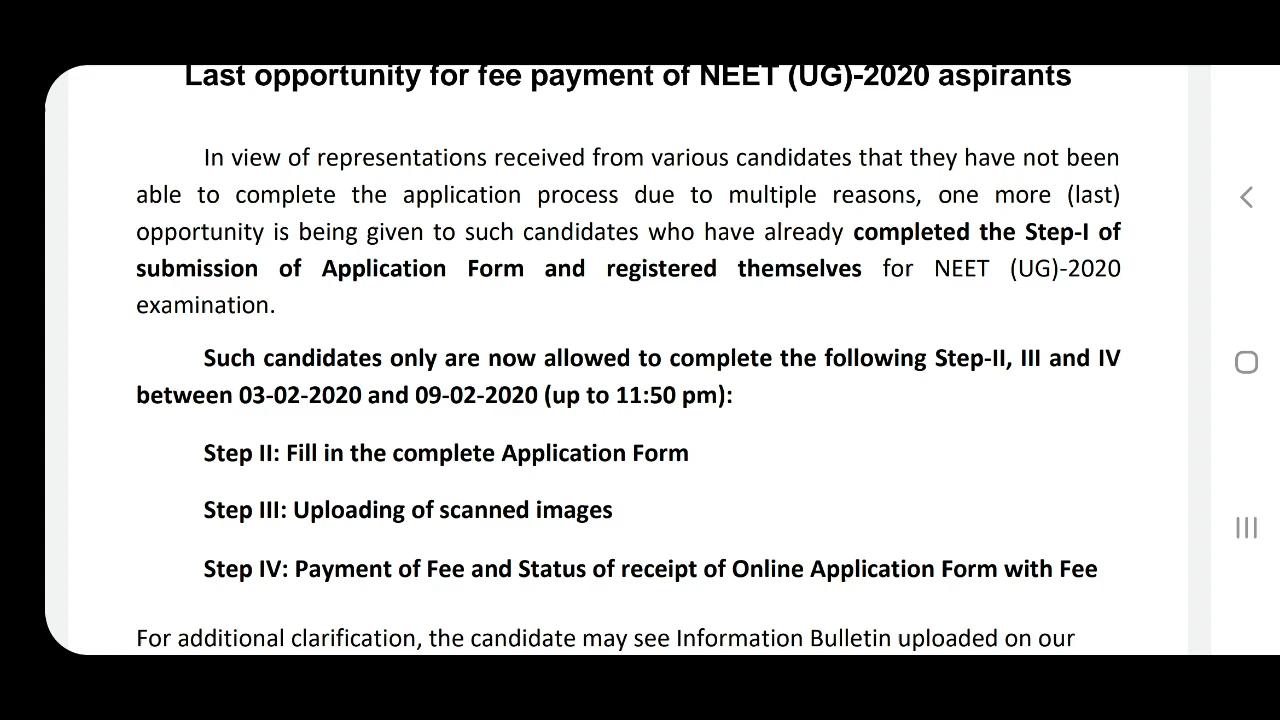 Last opportunity for fee payment of NEET (UG)-2020 aspirants
In view of representations received from various candidates that they have not been
able to complete the application process due to multiple reasons, one more (last)
opportunity is being given to such candidates who have already completed the Step-I of
submission of Application Form and registered themselves for NEET (UG)-2020
examination.
Such candidates only are now allowed to complete the following Step-II, III and IV
between 03-02-2020 and 09-02-2020 (up to 11:50 pm):
Step II: Fill in the complete Application Form
Step III: Uploading of scanned images
Step IV: Payment of Fee and Status of receipt of Online Application Form with Fee
For additional clarification, the candidate may see Information Bulletin uploaded on our